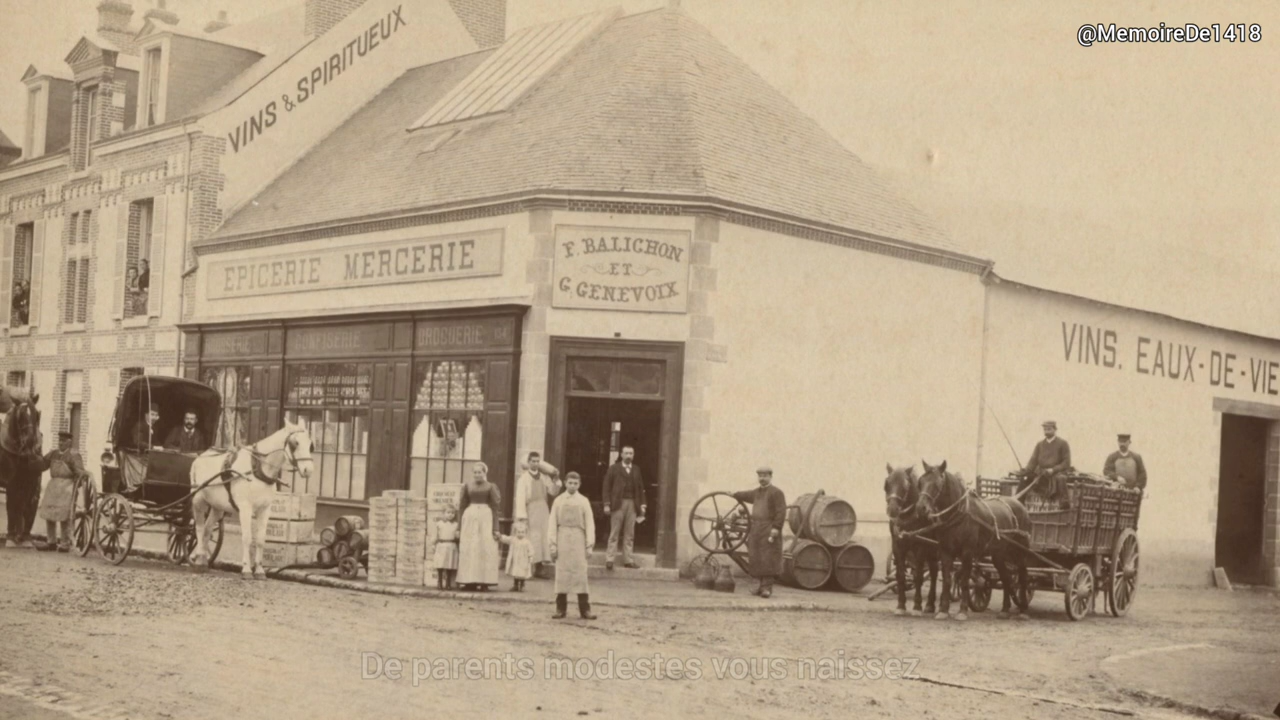 @MemoireDe1418
VINS & SPIRITUEUX
EPICERIE MERCERIE
F. BALICHON
ET
G. GENEVOIX
CONFISERIE
DROGUERIE
VINS, EAUX-DE-VIE
De parents modestes vous naissez